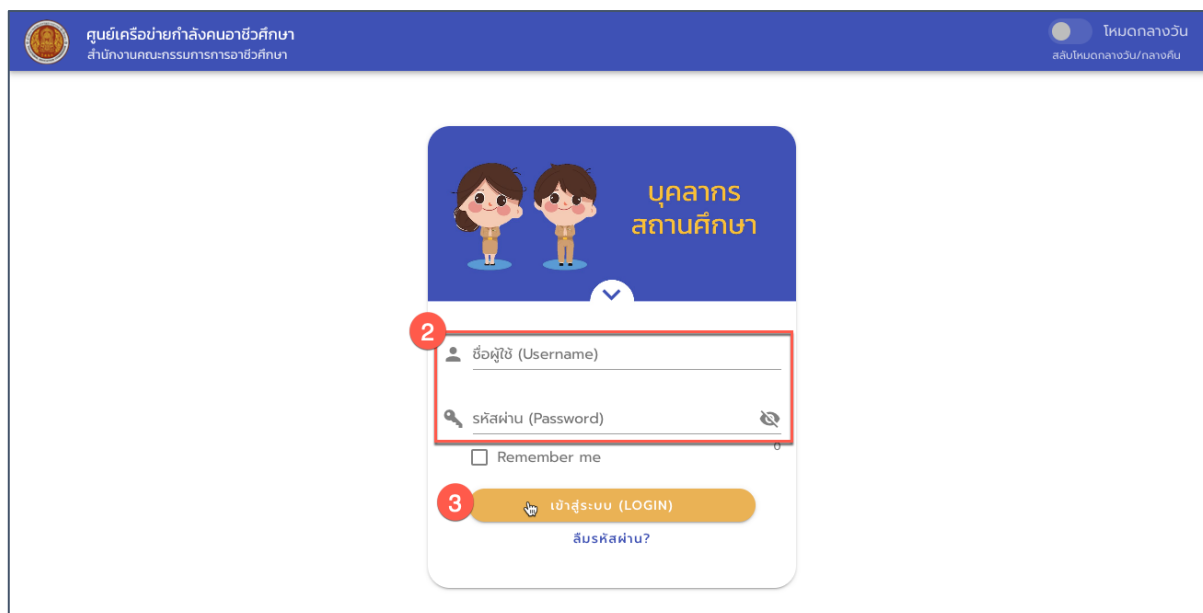 ศูนย์เครือข่ายกำลังคนอาชีวศึกษา
สำนักงานคณะกรรมการการอาชีวศึกษา
โหมดกลางวัน
สลับโหมดกลางวัน/กลางคืน
บุคลากร
สถานศึกษา
2
ชื่อผู้ใช้ (Username)
รหัสผ่าน (Password)
0
Remember me
3
เข้าสู่ระบบ (LOGIN)
ลืมรหัสผ่าน?